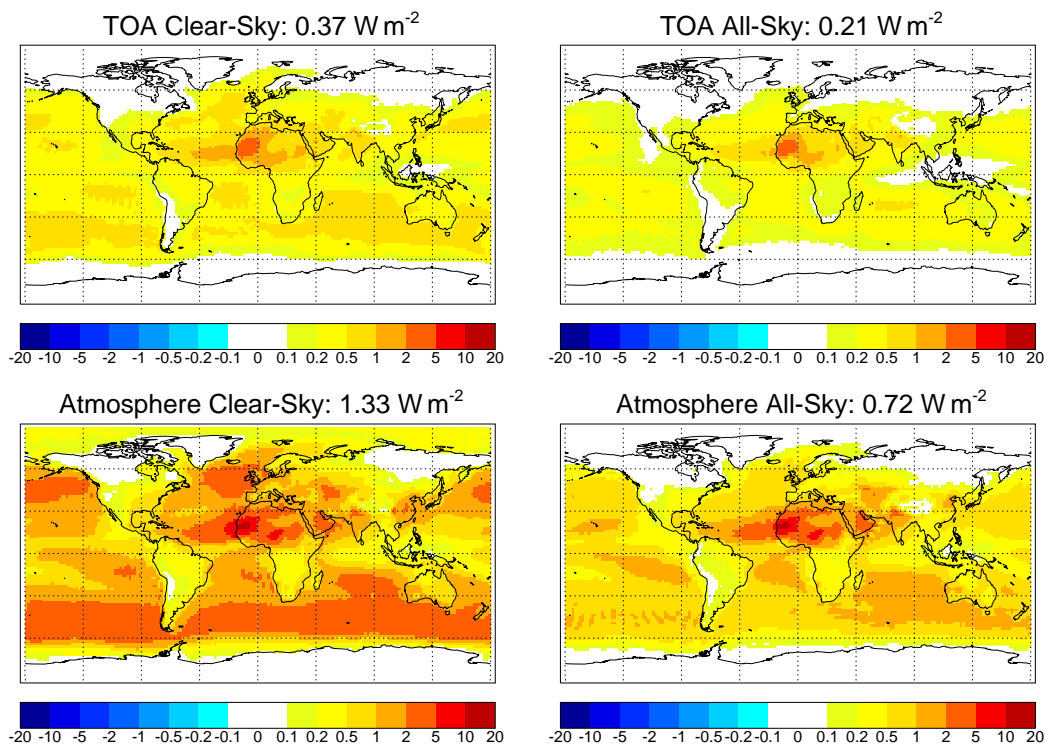 TOA Clear-Sky: 0.37 W m-2
TOA All-Sky: 0.21 W m-2
-20 -10 -5 -2 -1 -0.5 -0.2 -0.1 0 0.1 0.2 0.5 1 2 5 10 20
-20 -10 -5 -2 -1 -0.5 -0.2 -0.1 0 0.1 0.2 0.5 1 2 5 10 20
Atmosphere Clear-Sky: 1.33 W m-2
Atmosphere All-Sky: 0.72 W m-2
-20 -10 -5 -2 -1 -0.5 -0.2 -0.1 0 0.1 0.2 0.5 1 2 5 10 20
-20 -10 -5 -2 -1 -0.5 -0.2 -0.1 0 0.1 0.2 0.5 1 2 5 10 20